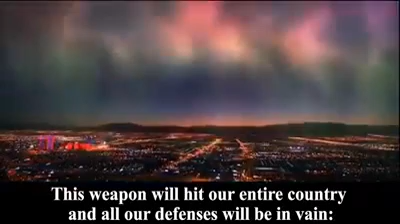 This weapon will hit our entire country
and all our defenses will be in vain: